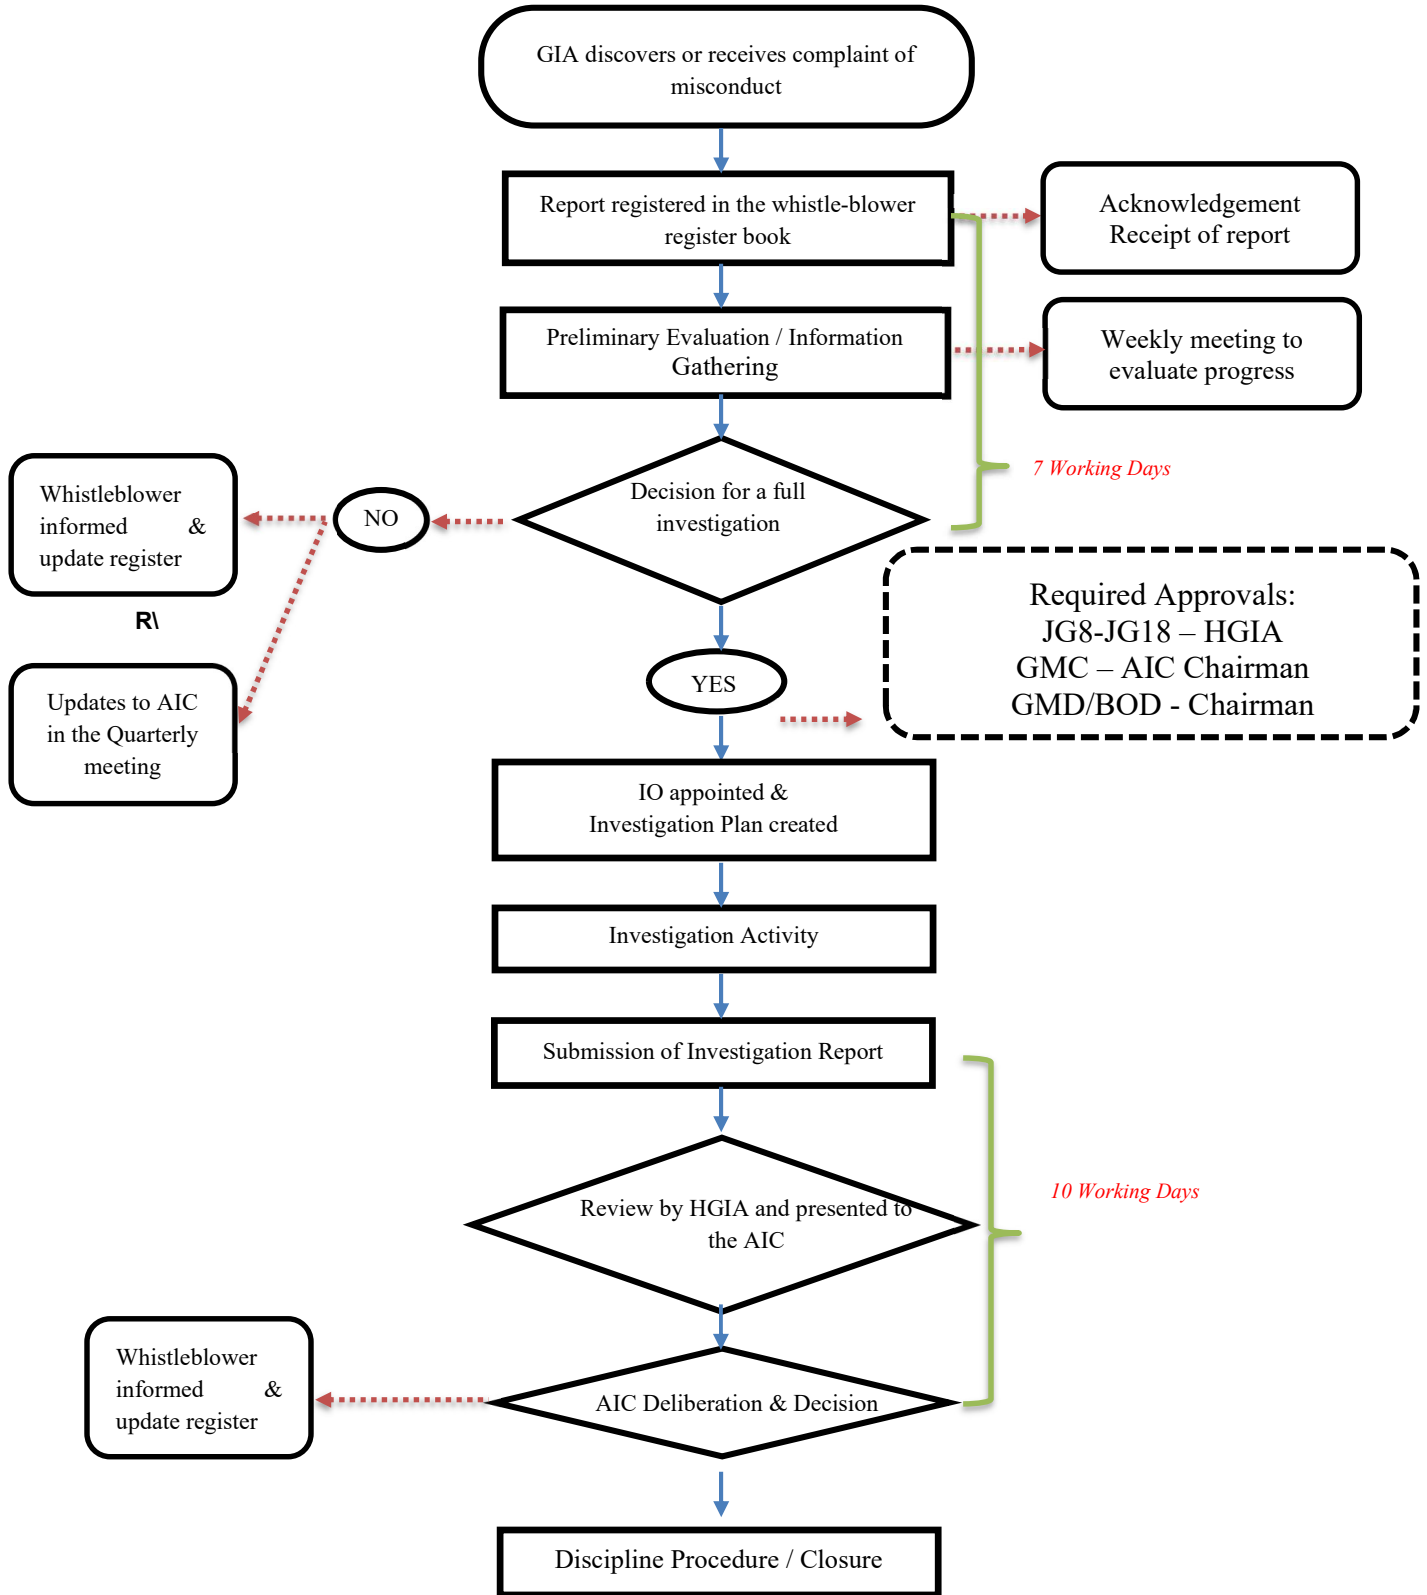 GIA discovers or receives complaint of
misconduct
Report registered in the whistle-blower
register book
Acknowledgement
Receipt of report
Preliminary Evaluation / Information
Gathering
Weekly meeting to
evaluate progress
7 Working Days
Decision for a full
investigation
NO
Whistleblower
informed &
update register
R\
Updates to AIC
in the Quarterly
meeting
YES
Required Approvals:
JG8-JG18 – HGIA
GMC – AIC Chairman
GMD/BOD - Chairman
IO appointed &
Investigation Plan created
Investigation Activity
Submission of Investigation Report
Review by HGIA and presented to
the AIC
10 Working Days
AIC Deliberation & Decision
Whistleblower
informed &
update register
Discipline Procedure / Closure